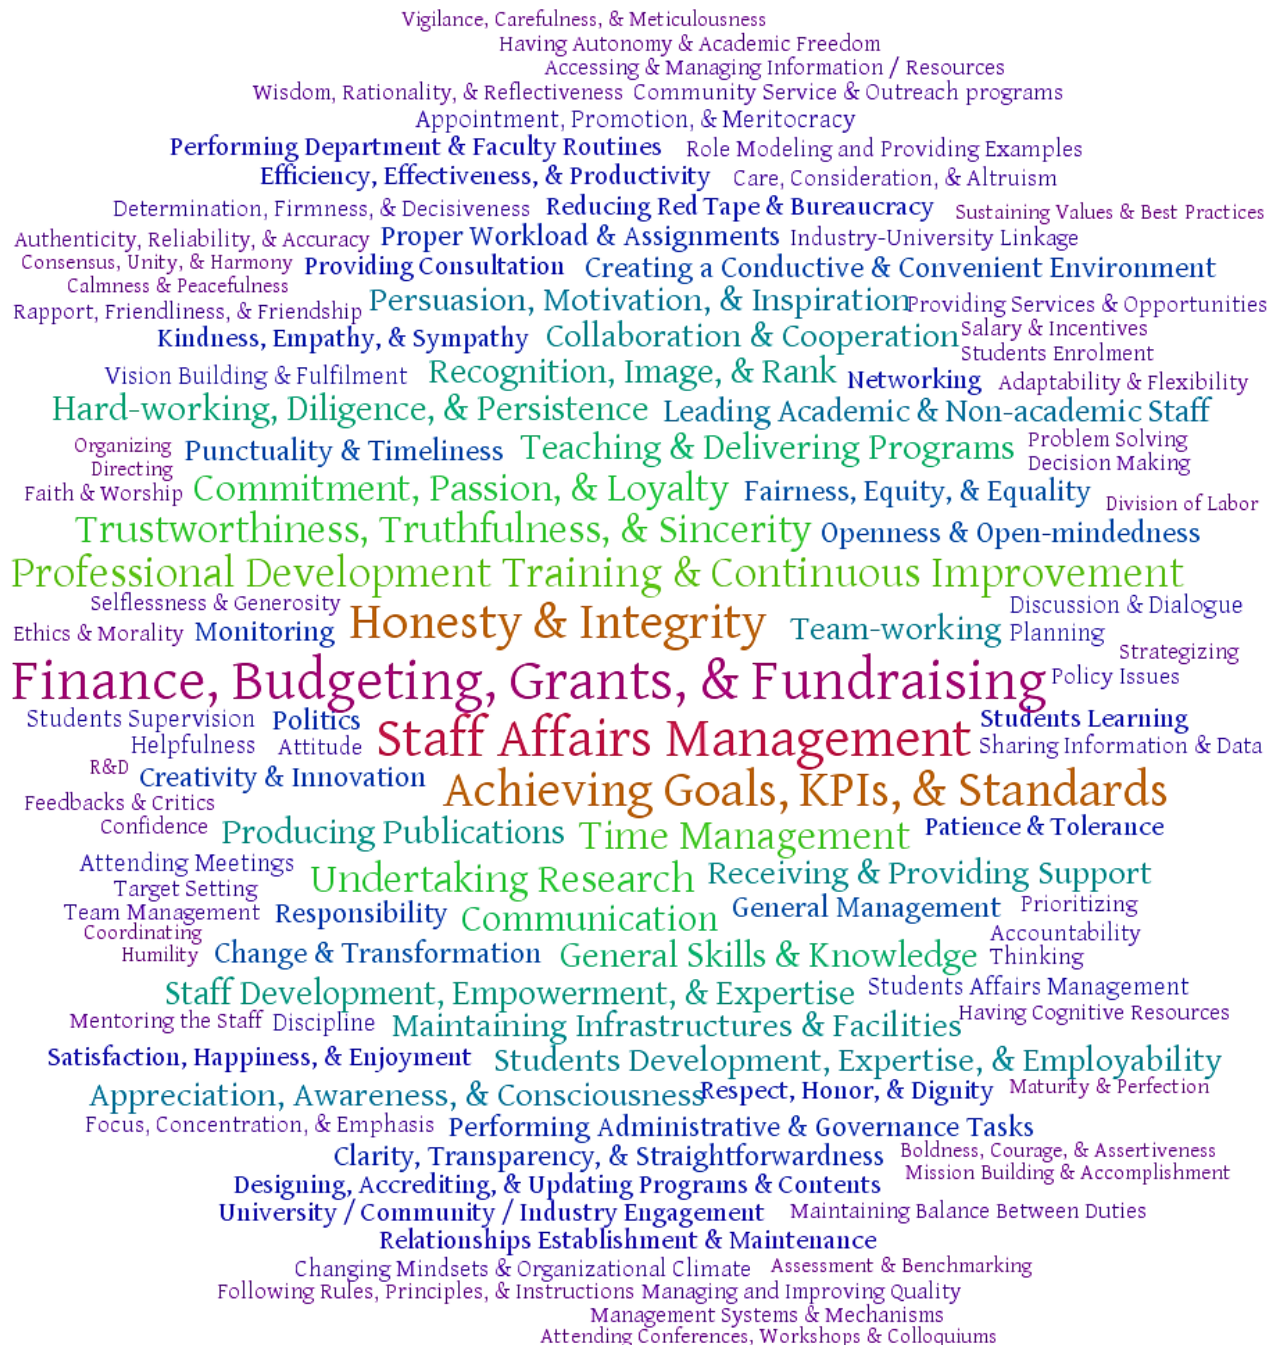 Vigilance, Carefulness, & Meticulousness
Having Autonomy & Academic Freedom
Accessing & Managing Information / Resources
Wisdom, Rationality, & Reflectiveness Community Service & Outreach programs
Appointment, Promotion, & Meritocracy
Performing Department & Faculty Routines Role Modeling and Providing Examples
Efficiency, Effectiveness, & Productivity Care, Consideration, & Altruism
Determination, Firmness, & Decisiveness Reducing Red Tape & Bureaucracy Sustaining Values & Best Practices
Authenticity, Reliability, & Accuracy Proper Workload & Assignments Industry-University Linkage
Consensus, Unity, & Harmony Providing Consultation Creating a Conductive & Convenient Environment
Calmness & Peacefulness
Rapport, Friendliness, & Friendship Persuasion, Motivation, & Inspiration Providing Services & Opportunities
Kindness, Empathy, & Sympathy Collaboration & Cooperation Salary & Incentives
Students Enrolment
Vision Building & Fulfilment Recognition, Image, & Rank Networking Adaptability & Flexibility
Hard-working, Diligence, & Persistence Leading Academic & Non-academic Staff
Organizing Punctuality & Timeliness Teaching & Delivering Programs Problem Solving
Directing Decision Making
Faith & Worship Commitment, Passion, & Loyalty Fairness, Equity, & Equality Division of Labor
Trustworthiness, Truthfulness, & Sincerity Openness & Open-mindedness
Professional Development Training & Continuous Improvement
Selflessness & Generosity Honesty & Integrity Discussion & Dialogue
Ethics & Morality Monitoring Team-working Planning
Strategizing
Finance, Budgeting, Grants, & Fundraising Policy Issues
Students Supervision Politics Students Learning
Helpfulness Attitude Staff Affairs Management Sharing Information & Data
R&D Creativity & Innovation Achieving Goals, KPIs, & Standards
Feedbacks & Critics
Confidence Producing Publications Time Management Patience & Tolerance
Attending Meetings Undertaking Research Receiving & Providing Support
Target Setting
Team Management Responsibility Communication General Management Prioritizing
Coordinating Accountability
Humility Change & Transformation General Skills & Knowledge Thinking
Staff Development, Empowerment, & Expertise Students Affairs Management
Mentoring the Staff Discipline Maintaining Infrastructures & Facilities Having Cognitive Resources
Satisfaction, Happiness, & Enjoyment Students Development, Expertise, & Employability
Appreciation, Awareness, & Consciousness Respect, Honor, & Dignity Maturity & Perfection
Focus, Concentration, & Emphasis Performing Administrative & Governance Tasks
Clarity, Transparency, & Straightforwardness Boldness, Courage, & Assertiveness
Mission Building & Accomplishment
Designing, Accrediting, & Updating Programs & Contents
University / Community / Industry Engagement Maintaining Balance Between Duties
Relationships Establishment & Maintenance
Changing Mindsets & Organizational Climate Assessment & Benchmarking
Following Rules, Principles, & Instructions Managing and Improving Quality
Management Systems & Mechanisms
Attending Conferences, Workshops & Colloquiums